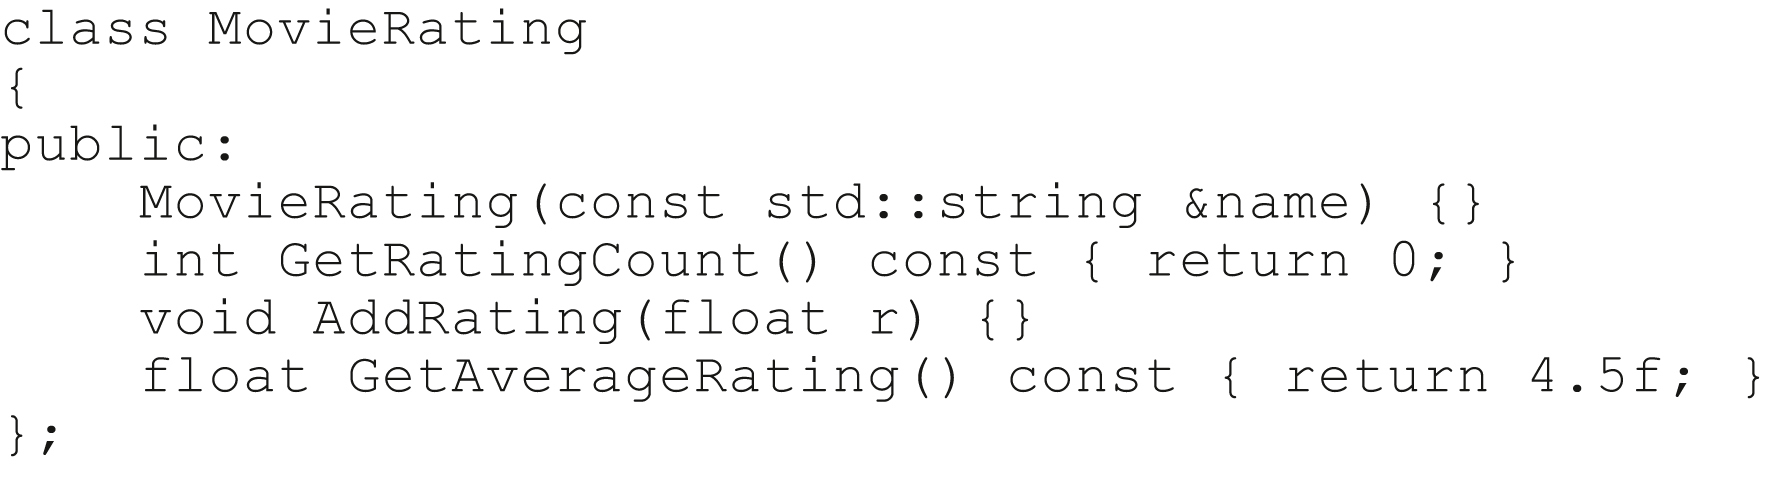 class MovieRating
{
public:
    MovieRating(const std::string &name) {}
    int GetRatingCount() const { return 0; }
    void AddRating(float r) {}
    float GetAverageRating() const { return 4.5f; }
};